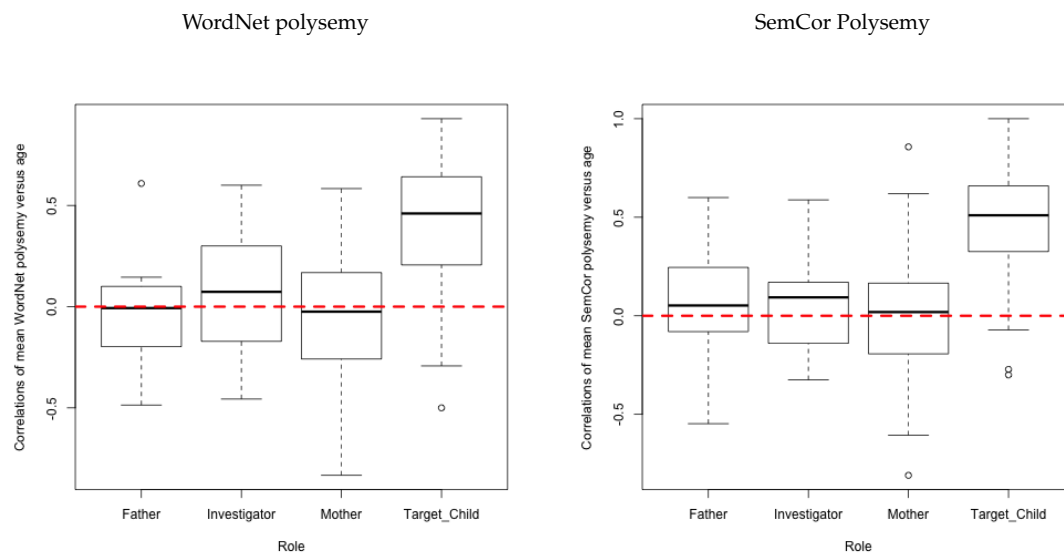 WordNet polysemy
Correlations of mean WordNet polysemy versus age
0.5
0.0
-0.5
Father Investigator Mother Target_Child
Role
SemCor Polysemy
Correlations of mean SemCor polysemy versus age
1.0
0.5
0.0
-0.5
Father Investigator Mother Target_Child
Role